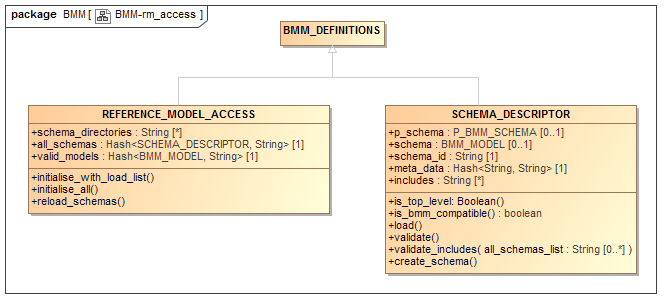 package BMM [ BMM-rm_access ]
BMM_DEFINITIONS
REFERENCE_MODEL_ACCESS
+schema_directories : String [*]
+all_schemas : Hash<SCHEMA_DESCRIPTOR, String> [1]
+valid_models : Hash<BMM_MODEL, String> [1]
+initialise_with_load_list()
+initialise_all()
+reload_schemas()
SCHEMA_DESCRIPTOR
+p_schema : P_BMM_SCHEMA [0..1]
+schema : BMM_MODEL [0..1]
+schema_id : String [1]
+meta_data : Hash<String, String> [1]
+includes : String [*]
+is_top_level: Boolean()
+is_bmm_compatible() : boolean
+load()
+validate()
+validate_includes( all_schemas_list : String [0..*] )
+create_schema()